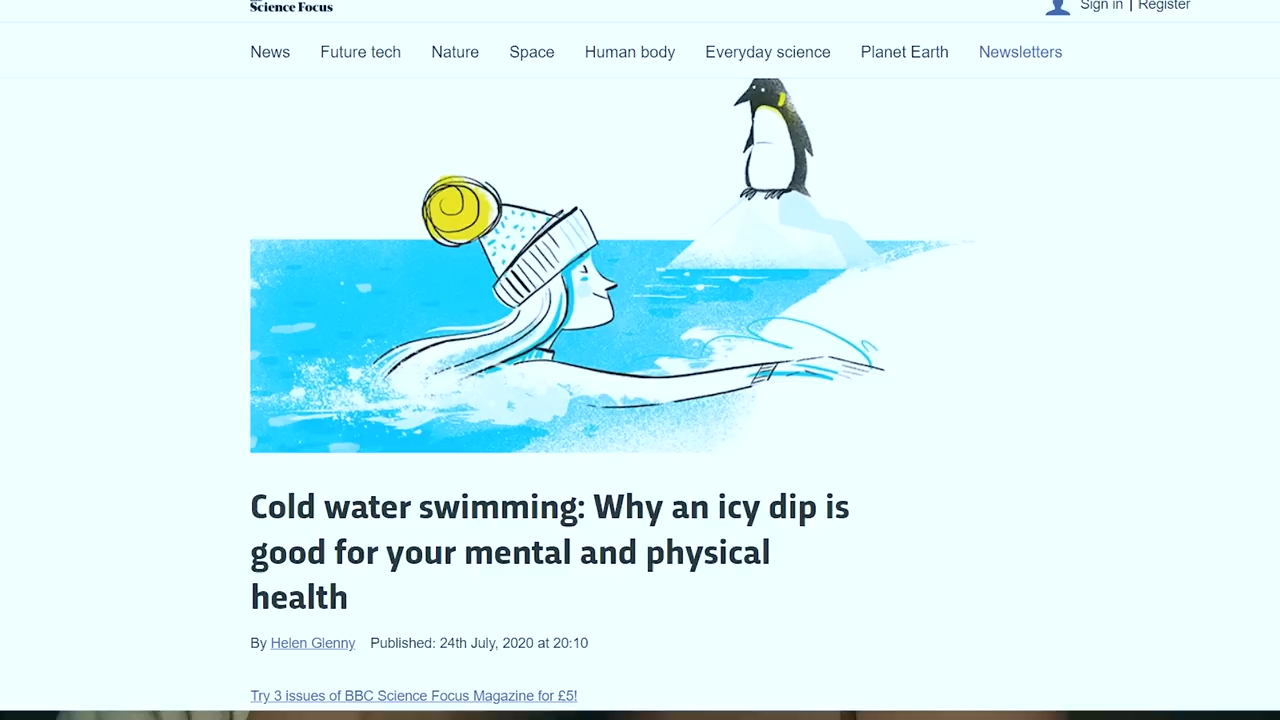 Science Focus
Sign in | Register
News Future tech Nature Space Human body Everyday science Planet Earth Newsletters
Cold water swimming: Why an icy dip is
good for your mental and physical
health
By Helen Glenny Published: 24th July, 2020 at 20:10
Try 3 issues of BBC Science Focus Magazine for £5!